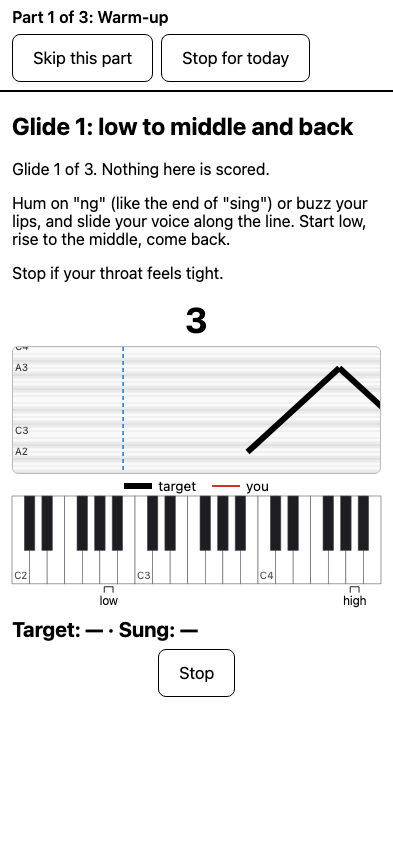 Part 1 of 3: Warm-up
Skip this part
Stop for today
Glide 1: low to middle and back
Glide 1 of 3. Nothing here is scored.
Hum on "ng" (like the end of "sing") or buzz your
lips, and slide your voice along the line. Start low,
rise to the middle, come back.
Stop if your throat feels tight.
3
C4
A3
C3
A2
target
you
C2
C3
C4
low
high
Target: — · Sung: —
Stop